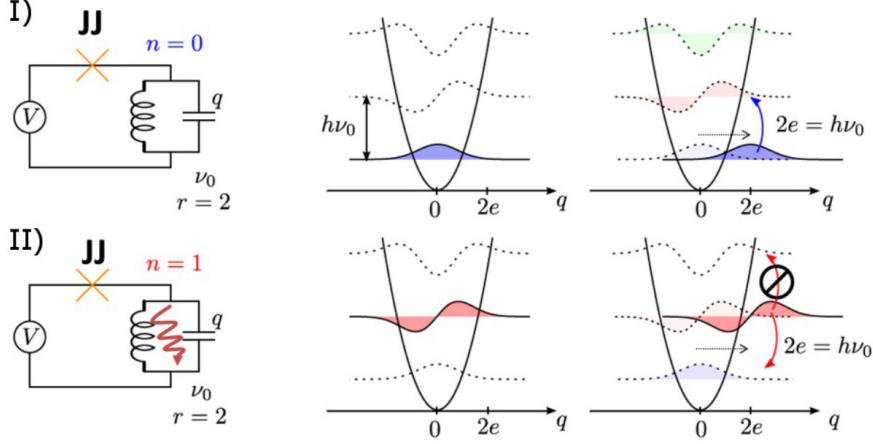 I)
JJ
n = 0
V
q
ν₀
r = 2
hν₀
0
2e
q
2e = hν₀
0
2e
q
II)
JJ
n = 1
V
q
ν₀
r = 2
0
2e
q
2e = hν₀
0
2e
q